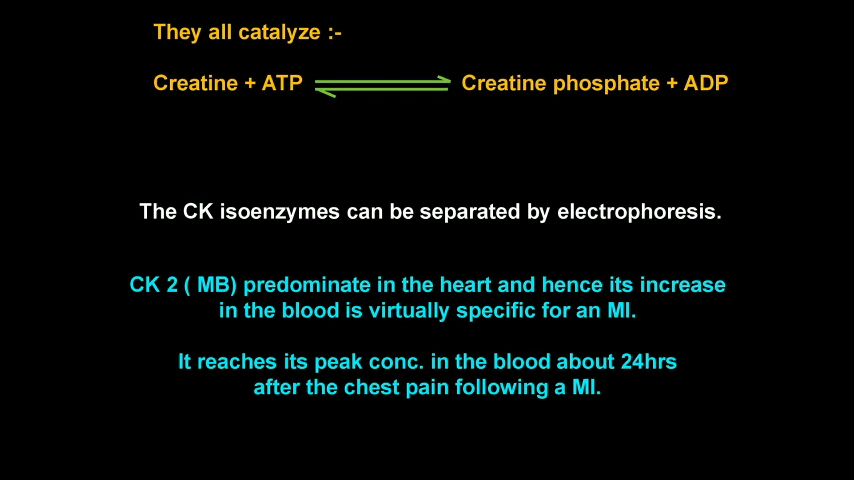 They all catalyze :-
Creatine + ATP ⇌ Creatine phosphate + ADP
The CK isoenzymes can be separated by electrophoresis.
CK 2 ( MB) predominate in the heart and hence its increase
in the blood is virtually specific for an MI.
It reaches its peak conc. in the blood about 24hrs
after the chest pain following a MI.